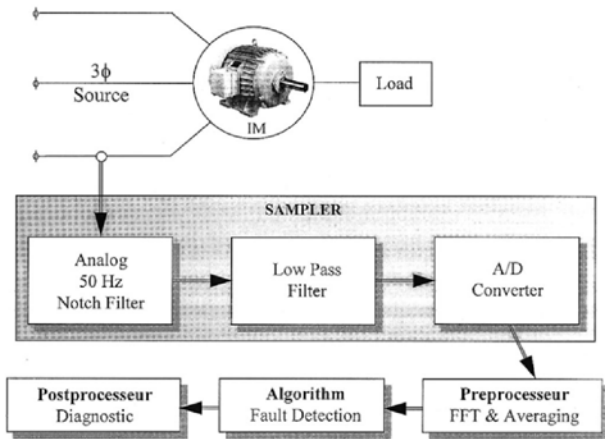 3ϕ
Source
IM
Load
SAMPLER
Analog
50 Hz
Notch Filter
Low Pass
Filter
A/D
Converter
Postprocesseur
Diagnostic
Algorithm
Fault Detection
Preprocesseur
FFT & Averaging